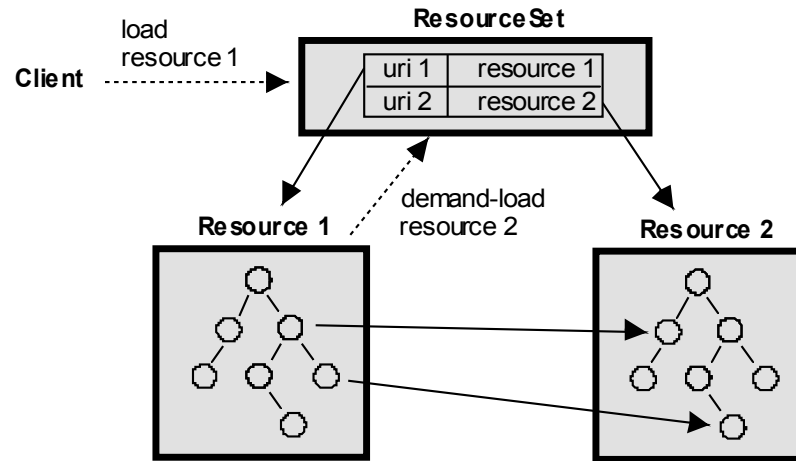 ResourceSet
load
resource 1
Client
uri 1 resource 1
uri 2 resource 2
demand-load
resource 2
Resource 1
Resource 2